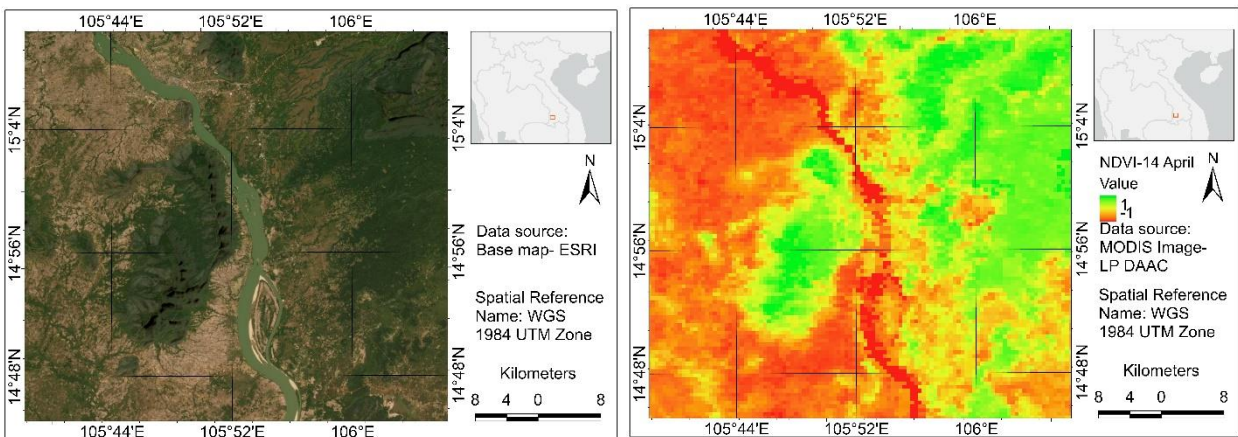 105°44'E 105°52'E 106°E
15°4'N
14°56'N
14°48'N
15°4'N
14°56'N
14°48'N
105°44'E 105°52'E 106°E
N
Data source:
Base map- ESRI
Spatial Reference
Name: WGS
1984 UTM Zone
Kilometers
8 4 0 8
105°44'E 105°52'E 106°E
15°4'N
14°56'N
14°48'N
15°4'N
14°56'N
14°48'N
105°44'E 105°52'E 106°E
NDVI-14 April N
Value
1
-1
Data source:
MODIS Image-
LP DAAC
Spatial Reference
Name: WGS
1984 UTM Zone
Kilometers
8 4 0 8